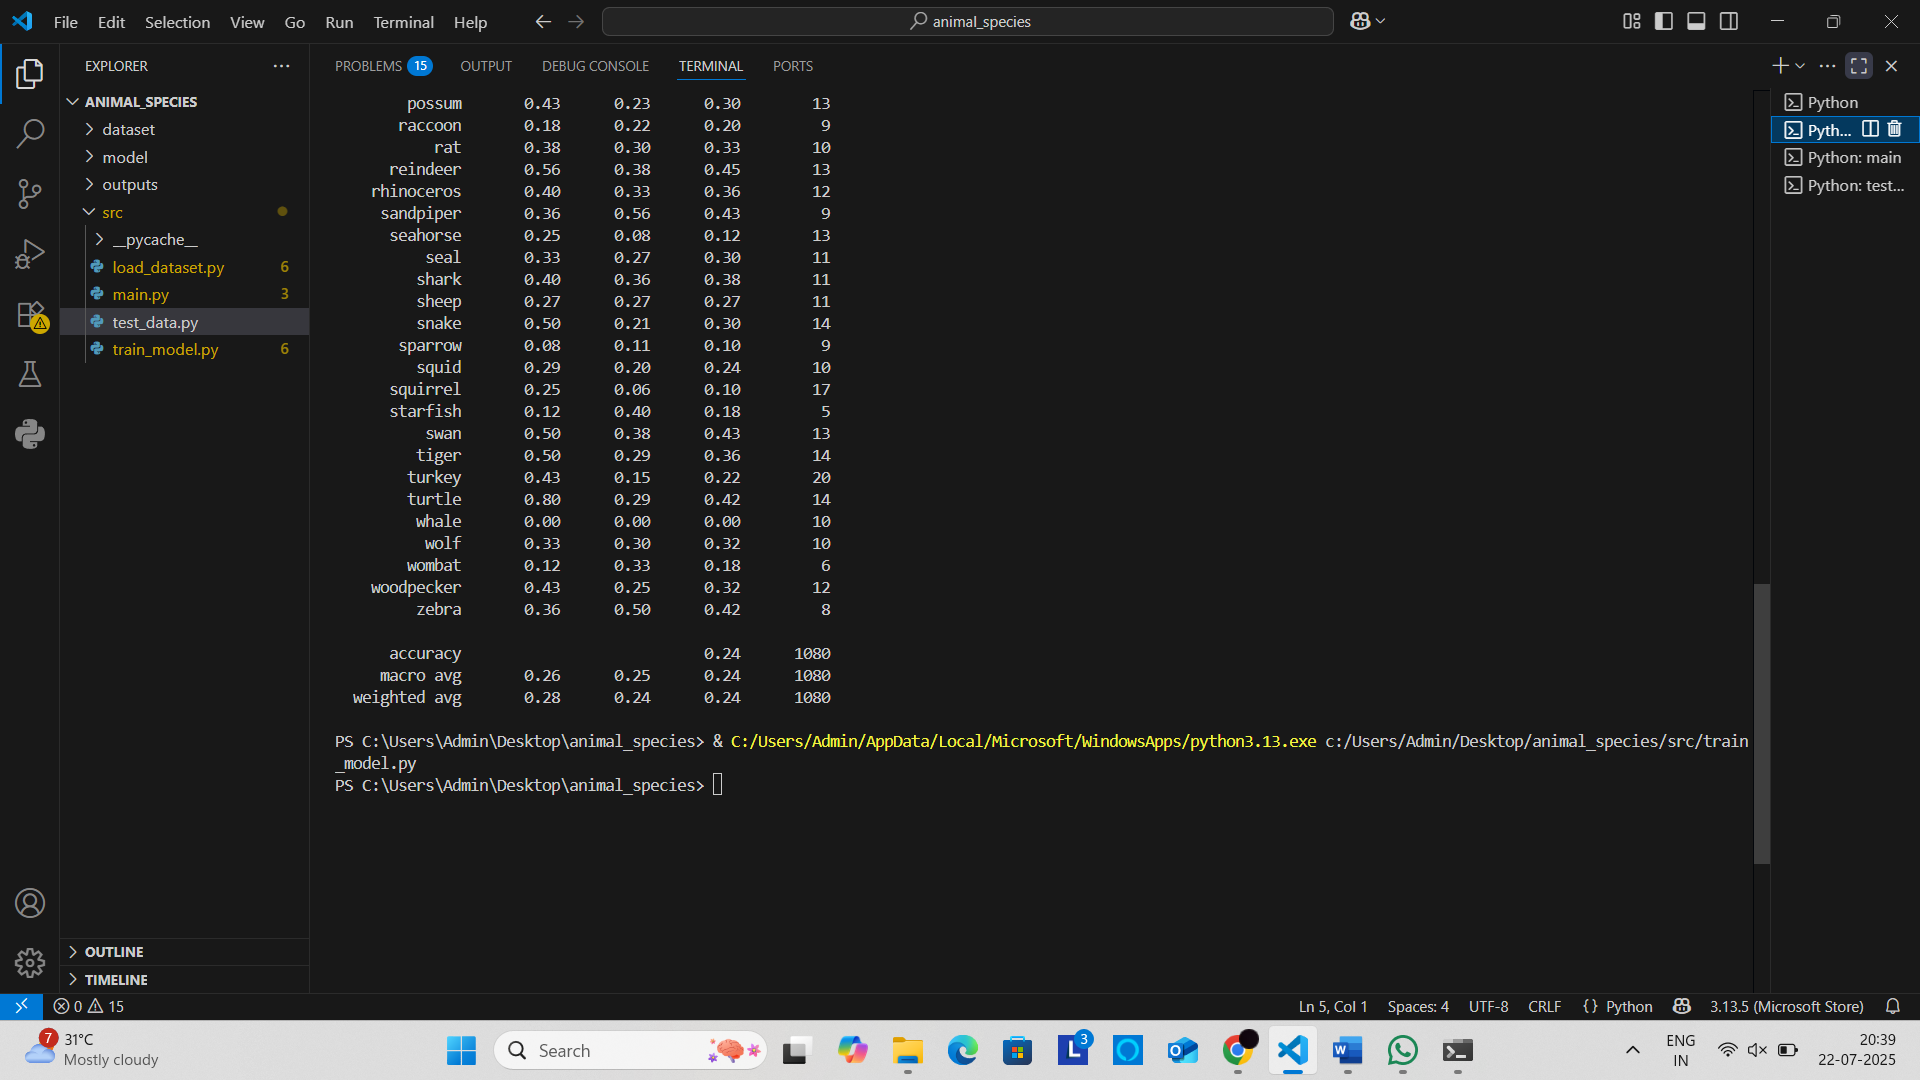 File Edit Selection View Go Run Terminal Help
animal_species
EXPLORER
PROBLEMS 15 OUTPUT DEBUG CONSOLE TERMINAL PORTS
ANIMAL_SPECIES
dataset
model
outputs
src
__pycache__
load_dataset.py 6
main.py 3
test_data.py
train_model.py 6
possum 0.43 0.23 0.30 13
raccoon 0.18 0.22 0.20 9
rat 0.38 0.30 0.33 10
reindeer 0.56 0.38 0.45 13
rhinoceros 0.40 0.33 0.36 12
sandpiper 0.36 0.56 0.43 9
seahorse 0.25 0.08 0.12 13
seal 0.33 0.27 0.30 11
shark 0.40 0.36 0.38 11
sheep 0.27 0.27 0.27 11
snake 0.50 0.21 0.30 14
sparrow 0.08 0.11 0.10 9
squid 0.29 0.20 0.24 10
squirrel 0.25 0.06 0.10 17
starfish 0.12 0.40 0.18 5
swan 0.50 0.38 0.43 13
tiger 0.50 0.29 0.36 14
turkey 0.43 0.15 0.22 20
turtle 0.80 0.29 0.42 14
whale 0.00 0.00 0.00 10
wolf 0.33 0.30 0.32 10
wombat 0.12 0.33 0.18 6
woodpecker 0.43 0.25 0.32 12
zebra 0.36 0.50 0.42 8
accuracy 0.24 1080
macro avg 0.26 0.25 0.24 1080
weighted avg 0.28 0.24 0.24 1080
PS C:\Users\Admin\Desktop\animal_species> & C:/Users/Admin/AppData/Local/Microsoft/WindowsApps/python3.13.exe c:/Users/Admin/Desktop/animal_species/src/train
_model.py
PS C:\Users\Admin\Desktop\animal_species>
Python
Pyth...
Python: main
Python: test...
OUTLINE
TIMELINE
0 15
Ln 5, Col 1 Spaces: 4 UTF-8 CRLF {} Python 3.13.5 (Microsoft Store)
7
31°C
Mostly cloudy
Search
L 3
W
ENG
IN
20:39
22-07-2025